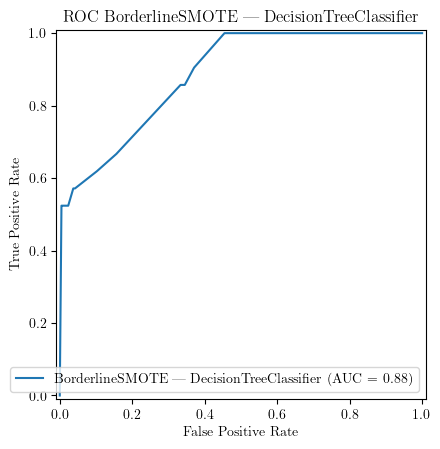 ROC BorderlineSMOTE — DecisionTreeClassifier
1.0
0.8
0.6
0.4
0.2
0.0
True Positive Rate
BorderlineSMOTE — DecisionTreeClassifier (AUC = 0.88)
0.0 0.2 0.4 0.6 0.8 1.0
False Positive Rate